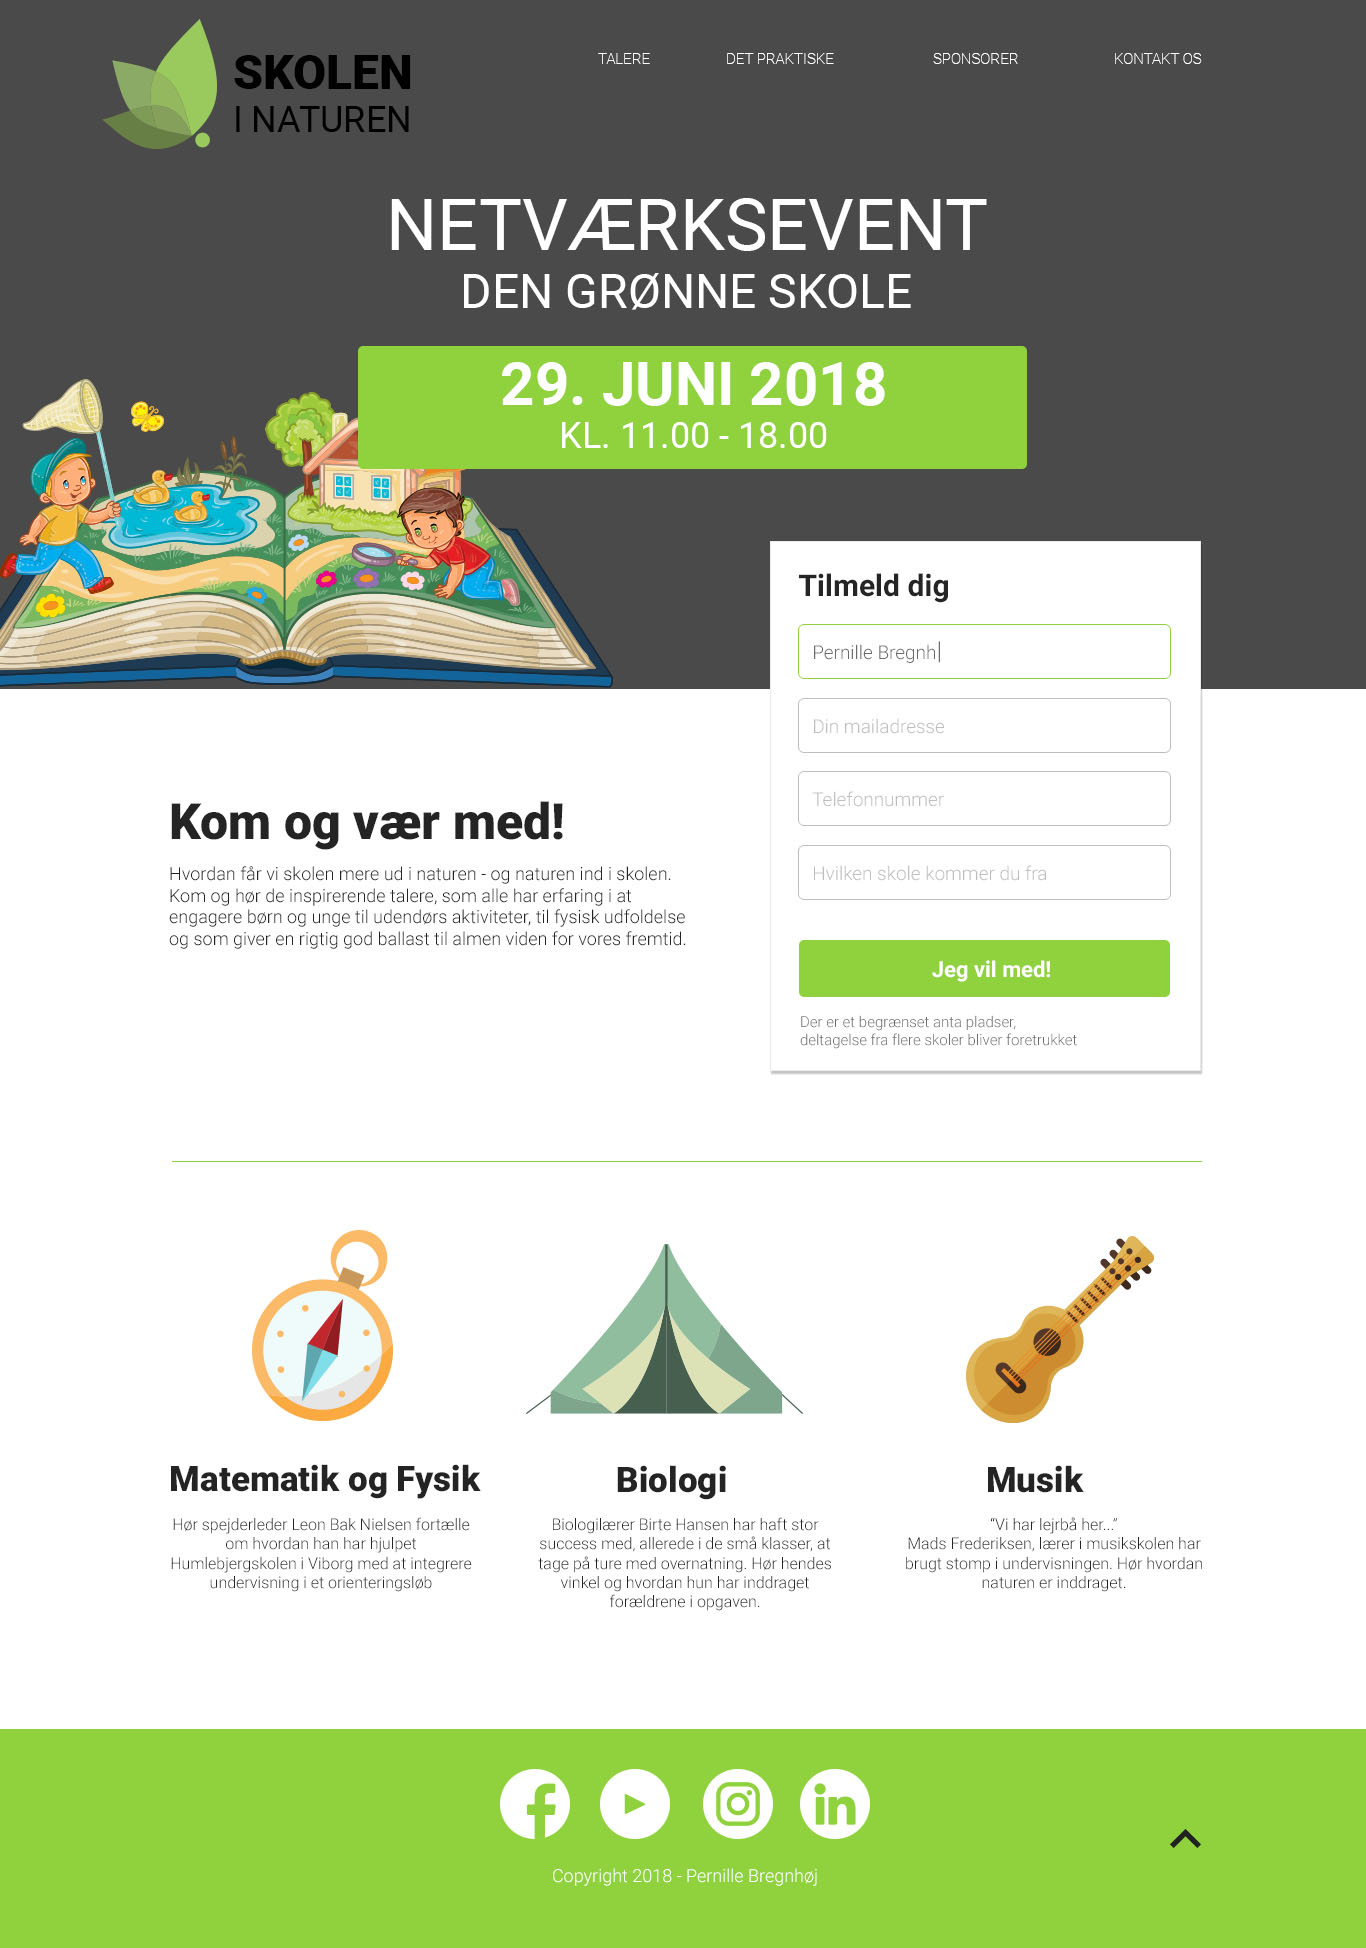 SKOLEN
I NATUREN
TALERE
DET PRAKTISKE
SPONSORER
KONTAKT OS
NETVÆRKSEVENT
DEN GRØNNE SKOLE
29. JUNI 2018
KL. 11.00 - 18.00
Tilmeld dig
Pernille Bregnh
Din mailadresse
Telefonnummer
Hvilken skole kommer du fra
Jeg vil med!
Der er et begrænset anta pladser,
deltagelse fra flere skoler bliver foretrukket
Kom og vær med!
Hvordan får vi skolen mere ud i naturen - og naturen ind i skolen.
Kom og hør de inspirerende talere, som alle har erfaring i at
engagere børn og unge til udendørs aktiviteter, til fysisk udfoldelse
og som giver en rigtig god ballast til almen viden for vores fremtid.
Matematik og Fysik
Hør spejderleder Leon Bak Nielsen fortælle
om hvordan han har hjulpet
Humlebjergskolen i Viborg med at integrere
undervisning i et orienteringsløb
Biologi
Biologilærer Birte Hansen har haft stor
success med, allerede i de små klasser, at
tage på ture med overnatning. Hør hendes
vinkel og hvordan hun har inddraget
forældrene i opgaven.
Musik
“Vi har lejrbå her...”
Mads Frederiksen, lærer i musikskolen har
brugt stomp i undervisningen. Hør hvordan
naturen er inddraget.
Copyright 2018 - Pernille Bregnhøj